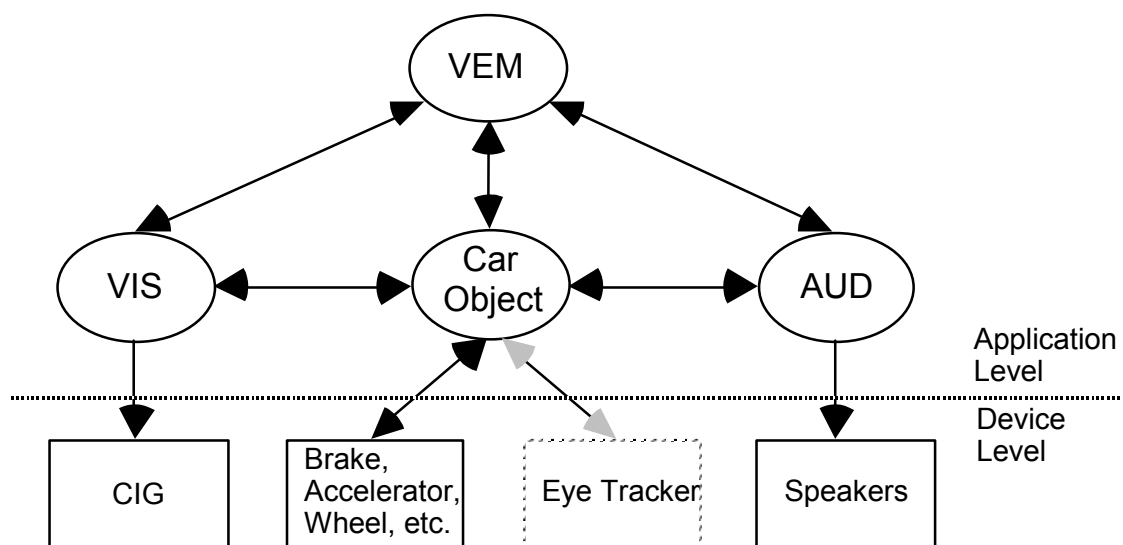 VEM
VIS
Car
Object
AUD
Application
Level
Device
Level
CIG
Brake,
Accelerator,
Wheel, etc.
Eye Tracker
Speakers